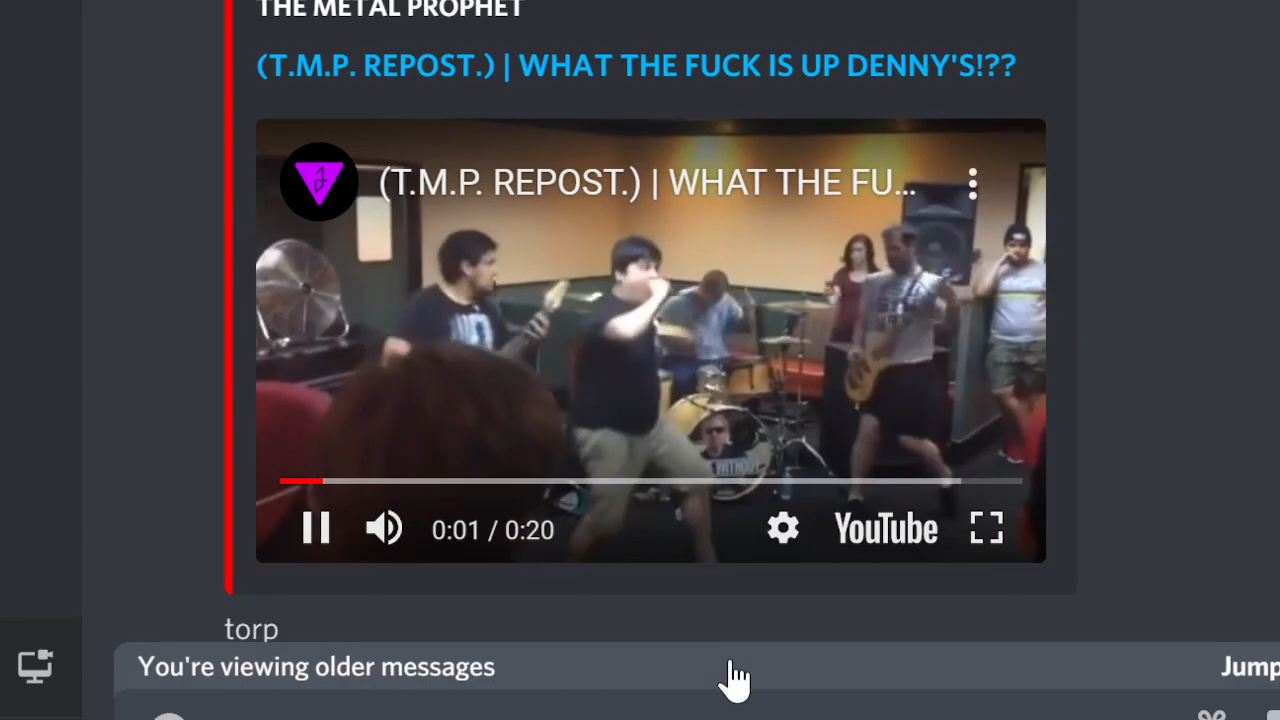 THE METAL PROPHET
(T.M.P. REPOST.) | WHAT THE FUCK IS UP DENNY'S!??
(T.M.P. REPOST.) | WHAT THE FU...
WITHOUT
0:01 / 0:20
YouTube
torp
You're viewing older messages
Jump